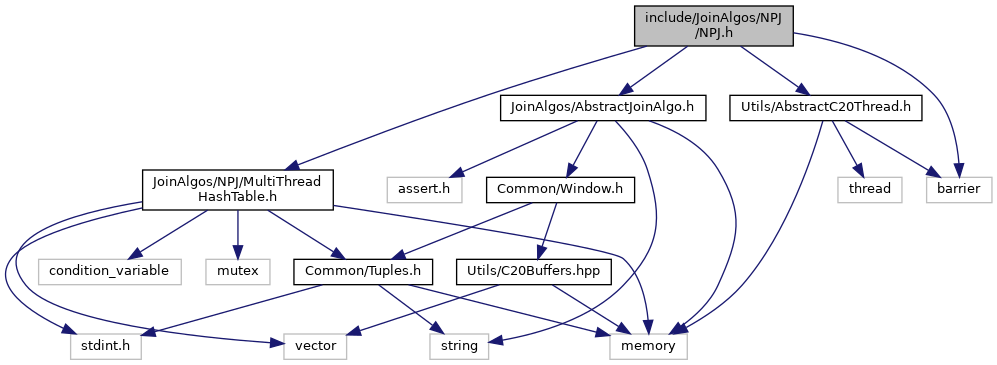 include/JoinAlgos/NPJ
/NPJ.h
JoinAlgos/AbstractJoinAlgo.h
Utils/AbstractC20Thread.h
JoinAlgos/NPJ/MultiThread
HashTable.h
assert.h
Common/Window.h
thread
barrier
condition_variable
mutex
Common/Tuples.h
Utils/C20Buffers.hpp
stdint.h
vector
string
memory